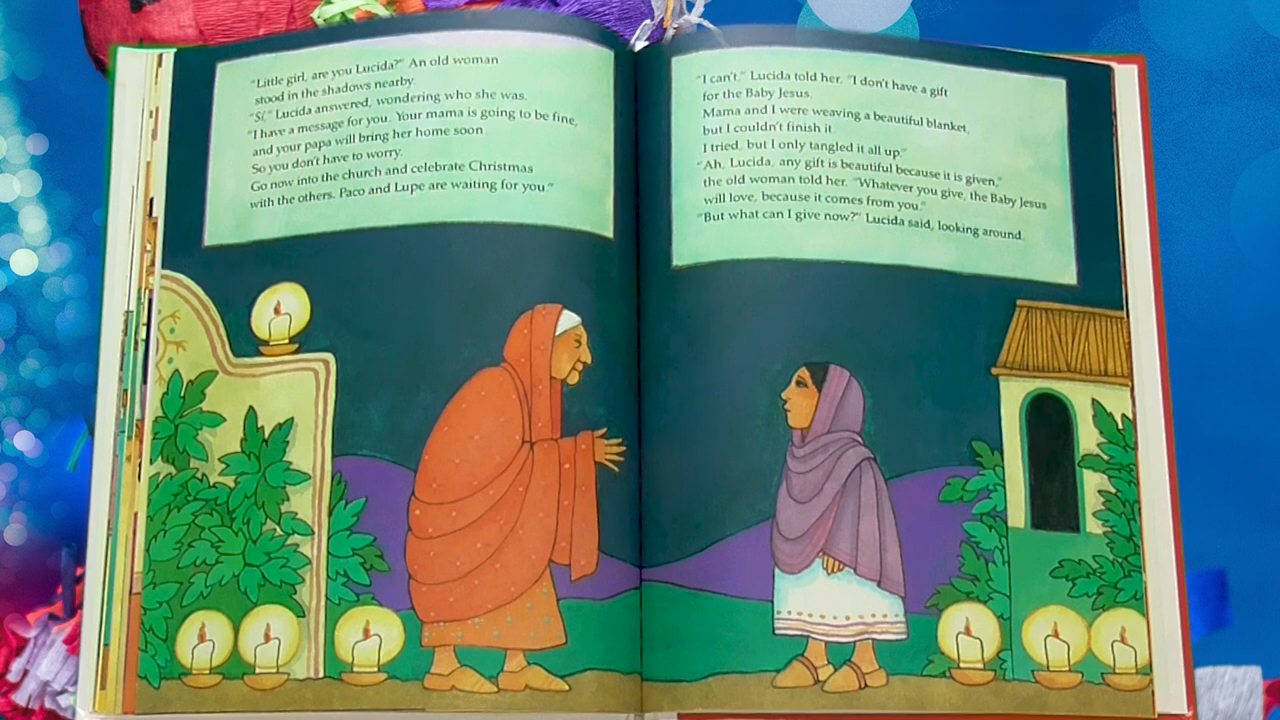 "Little girl, are you Lucida?" An old woman
stood in the shadows nearby.
"Sí," Lucida answered, wondering who she was.
"I have a message for you. Your mama is going to be fine,
and your papa will bring her home soon.
So you don't have to worry.
Go now into the church and celebrate Christmas
with the others. Paco and Lupe are waiting for you."
"I can't," Lucida told her. "I don't have a gift
for the Baby Jesus.
Mama and I were weaving a beautiful blanket,
but I couldn't finish it.
I tried, but I only tangled it all up."
"Ah, Lucida, any gift is beautiful because it is given,"
the old woman told her. "Whatever you give, the Baby Jesus
will love, because it comes from you."
"But what can I give now?" Lucida said, looking around.